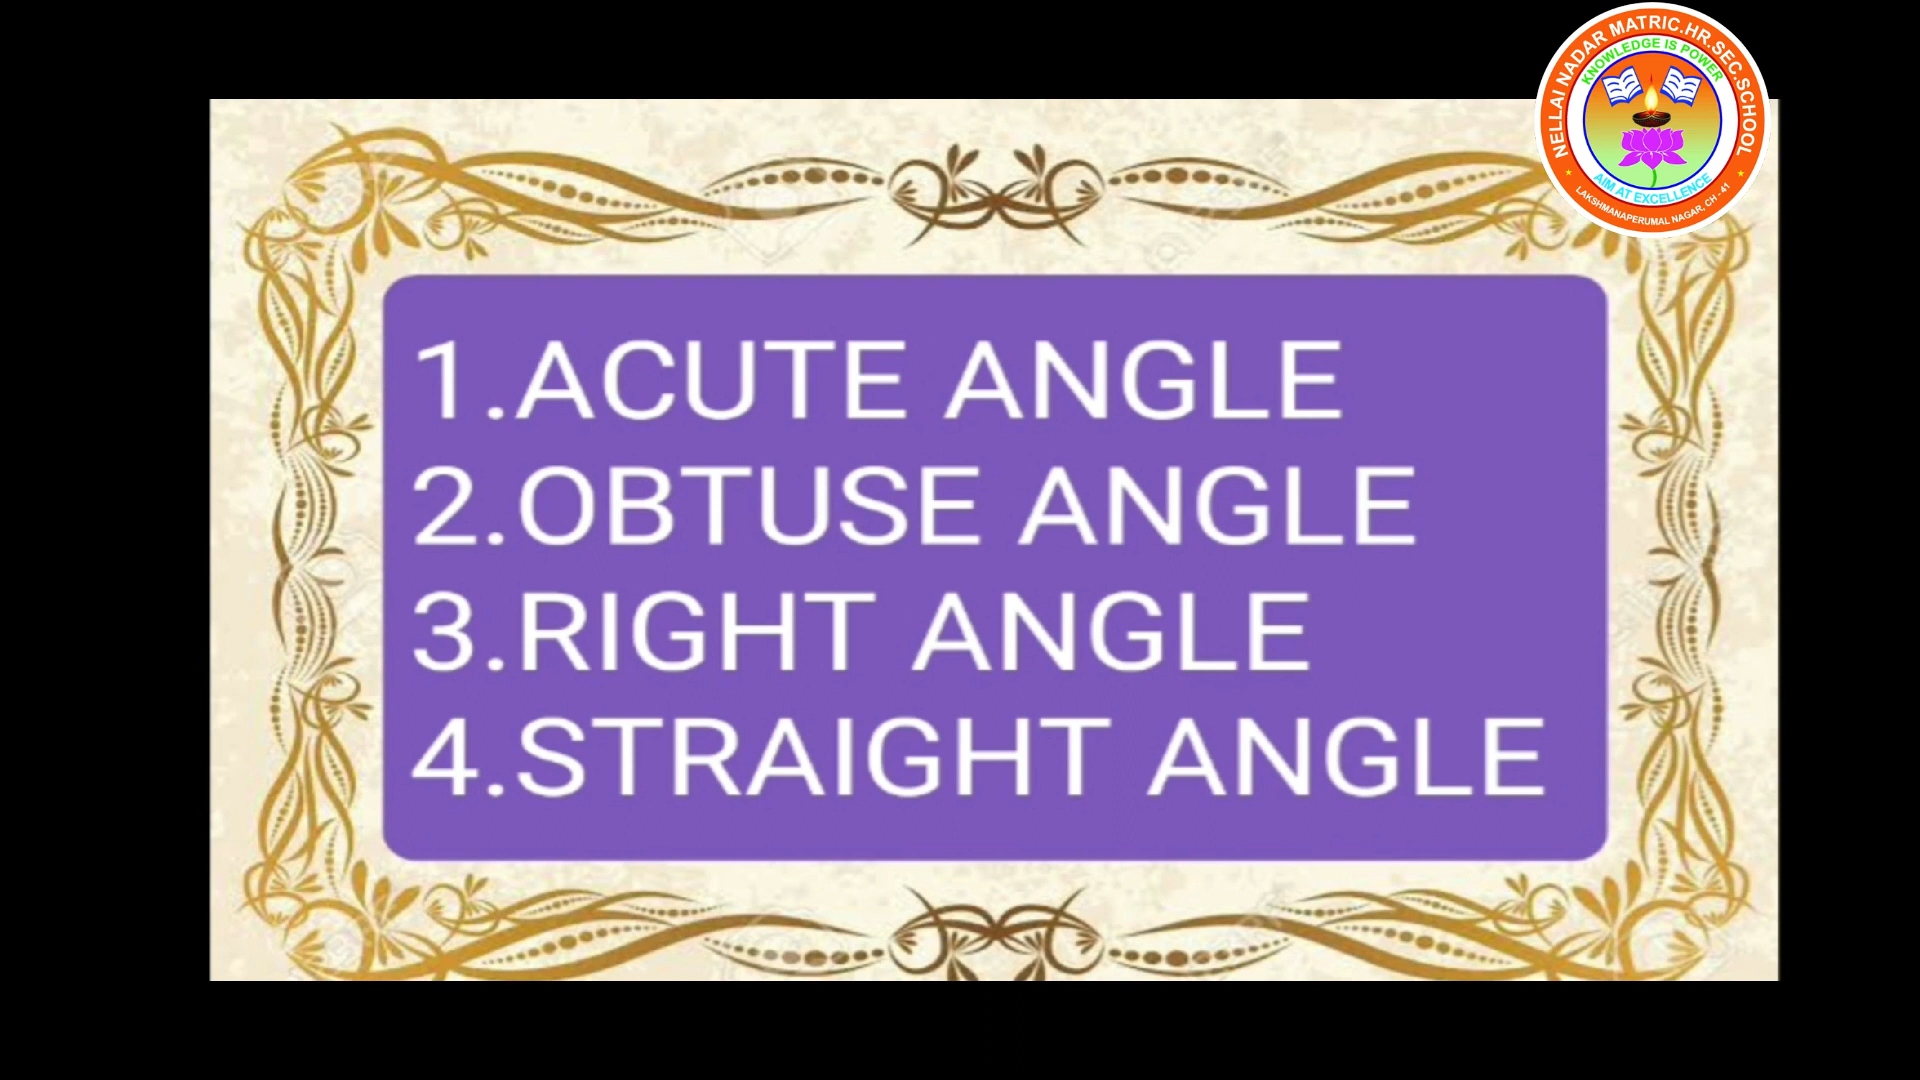 NELLAI NADAR MATRIC.HR.SEC.SCHOOL
KNOWLEDGE IS POWER
AIM AT EXCELLENCE
LAKSHMANAPERUMAL NAGAR, CH - 41
1.ACUTE ANGLE
2.OBTUSE ANGLE
3.RIGHT ANGLE
4.STRAIGHT ANGLE